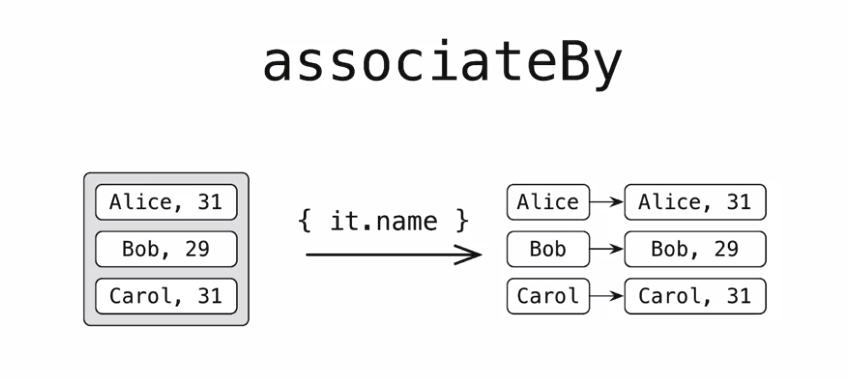 associateBy
Alice, 31
Bob, 29
Carol, 31
{ it.name }
Alice
Alice, 31
Bob
Bob, 29
Carol
Carol, 31